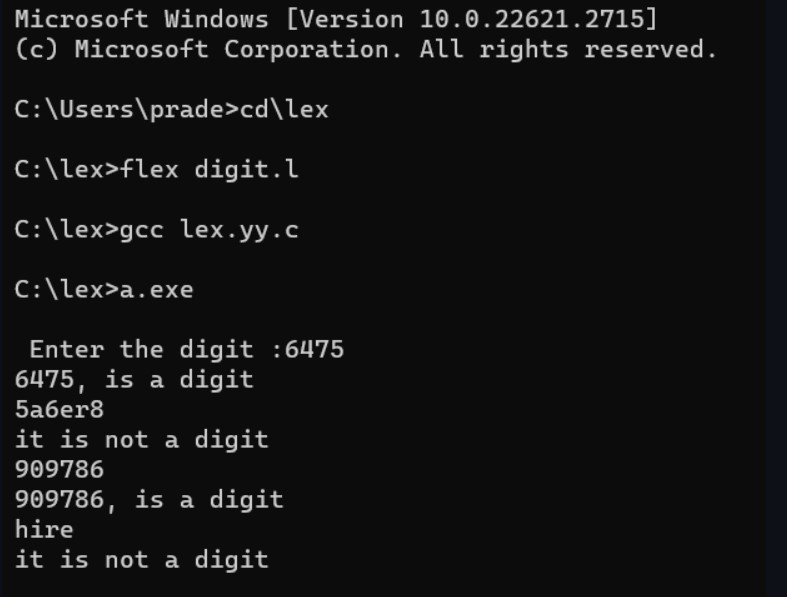 Microsoft Windows [Version 10.0.22621.2715]
(c) Microsoft Corporation. All rights reserved.
C:\Users\prade>cd\lex
C:\lex>flex digit.l
C:\lex>gcc lex.yy.c
C:\lex>a.exe
Enter the digit :6475
6475, is a digit
5a6er8
it is not a digit
909786
909786, is a digit
hire
it is not a digit